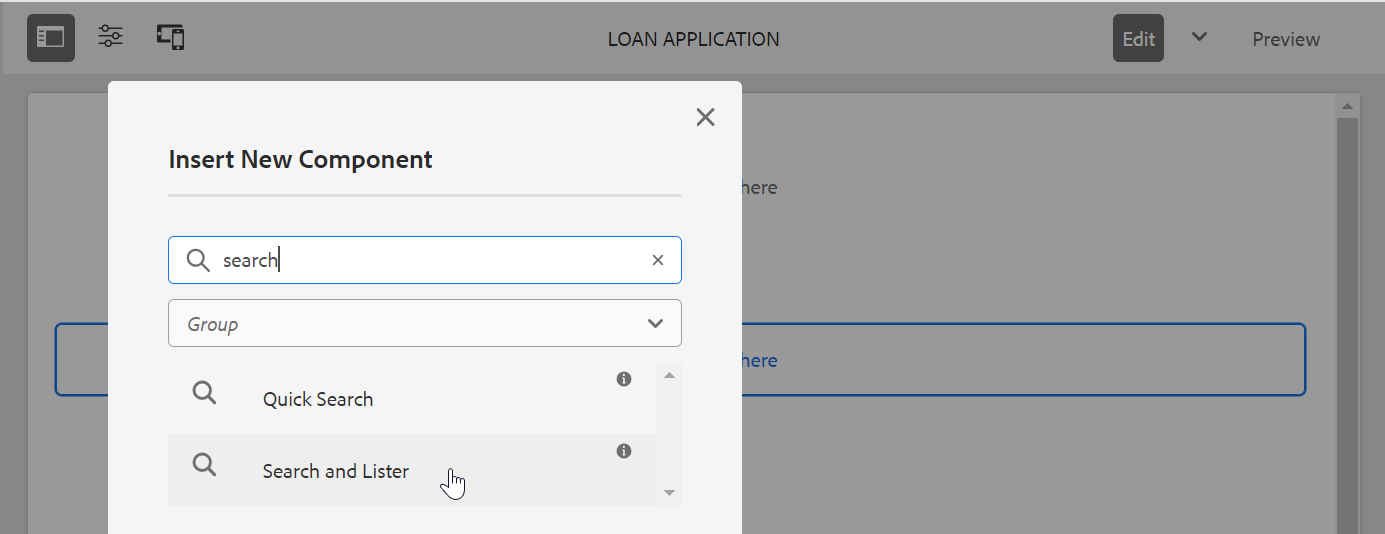 LOAN APPLICATION
Edit
Preview
Insert New Component
here
search
Group
here
Quick Search
Search and Lister